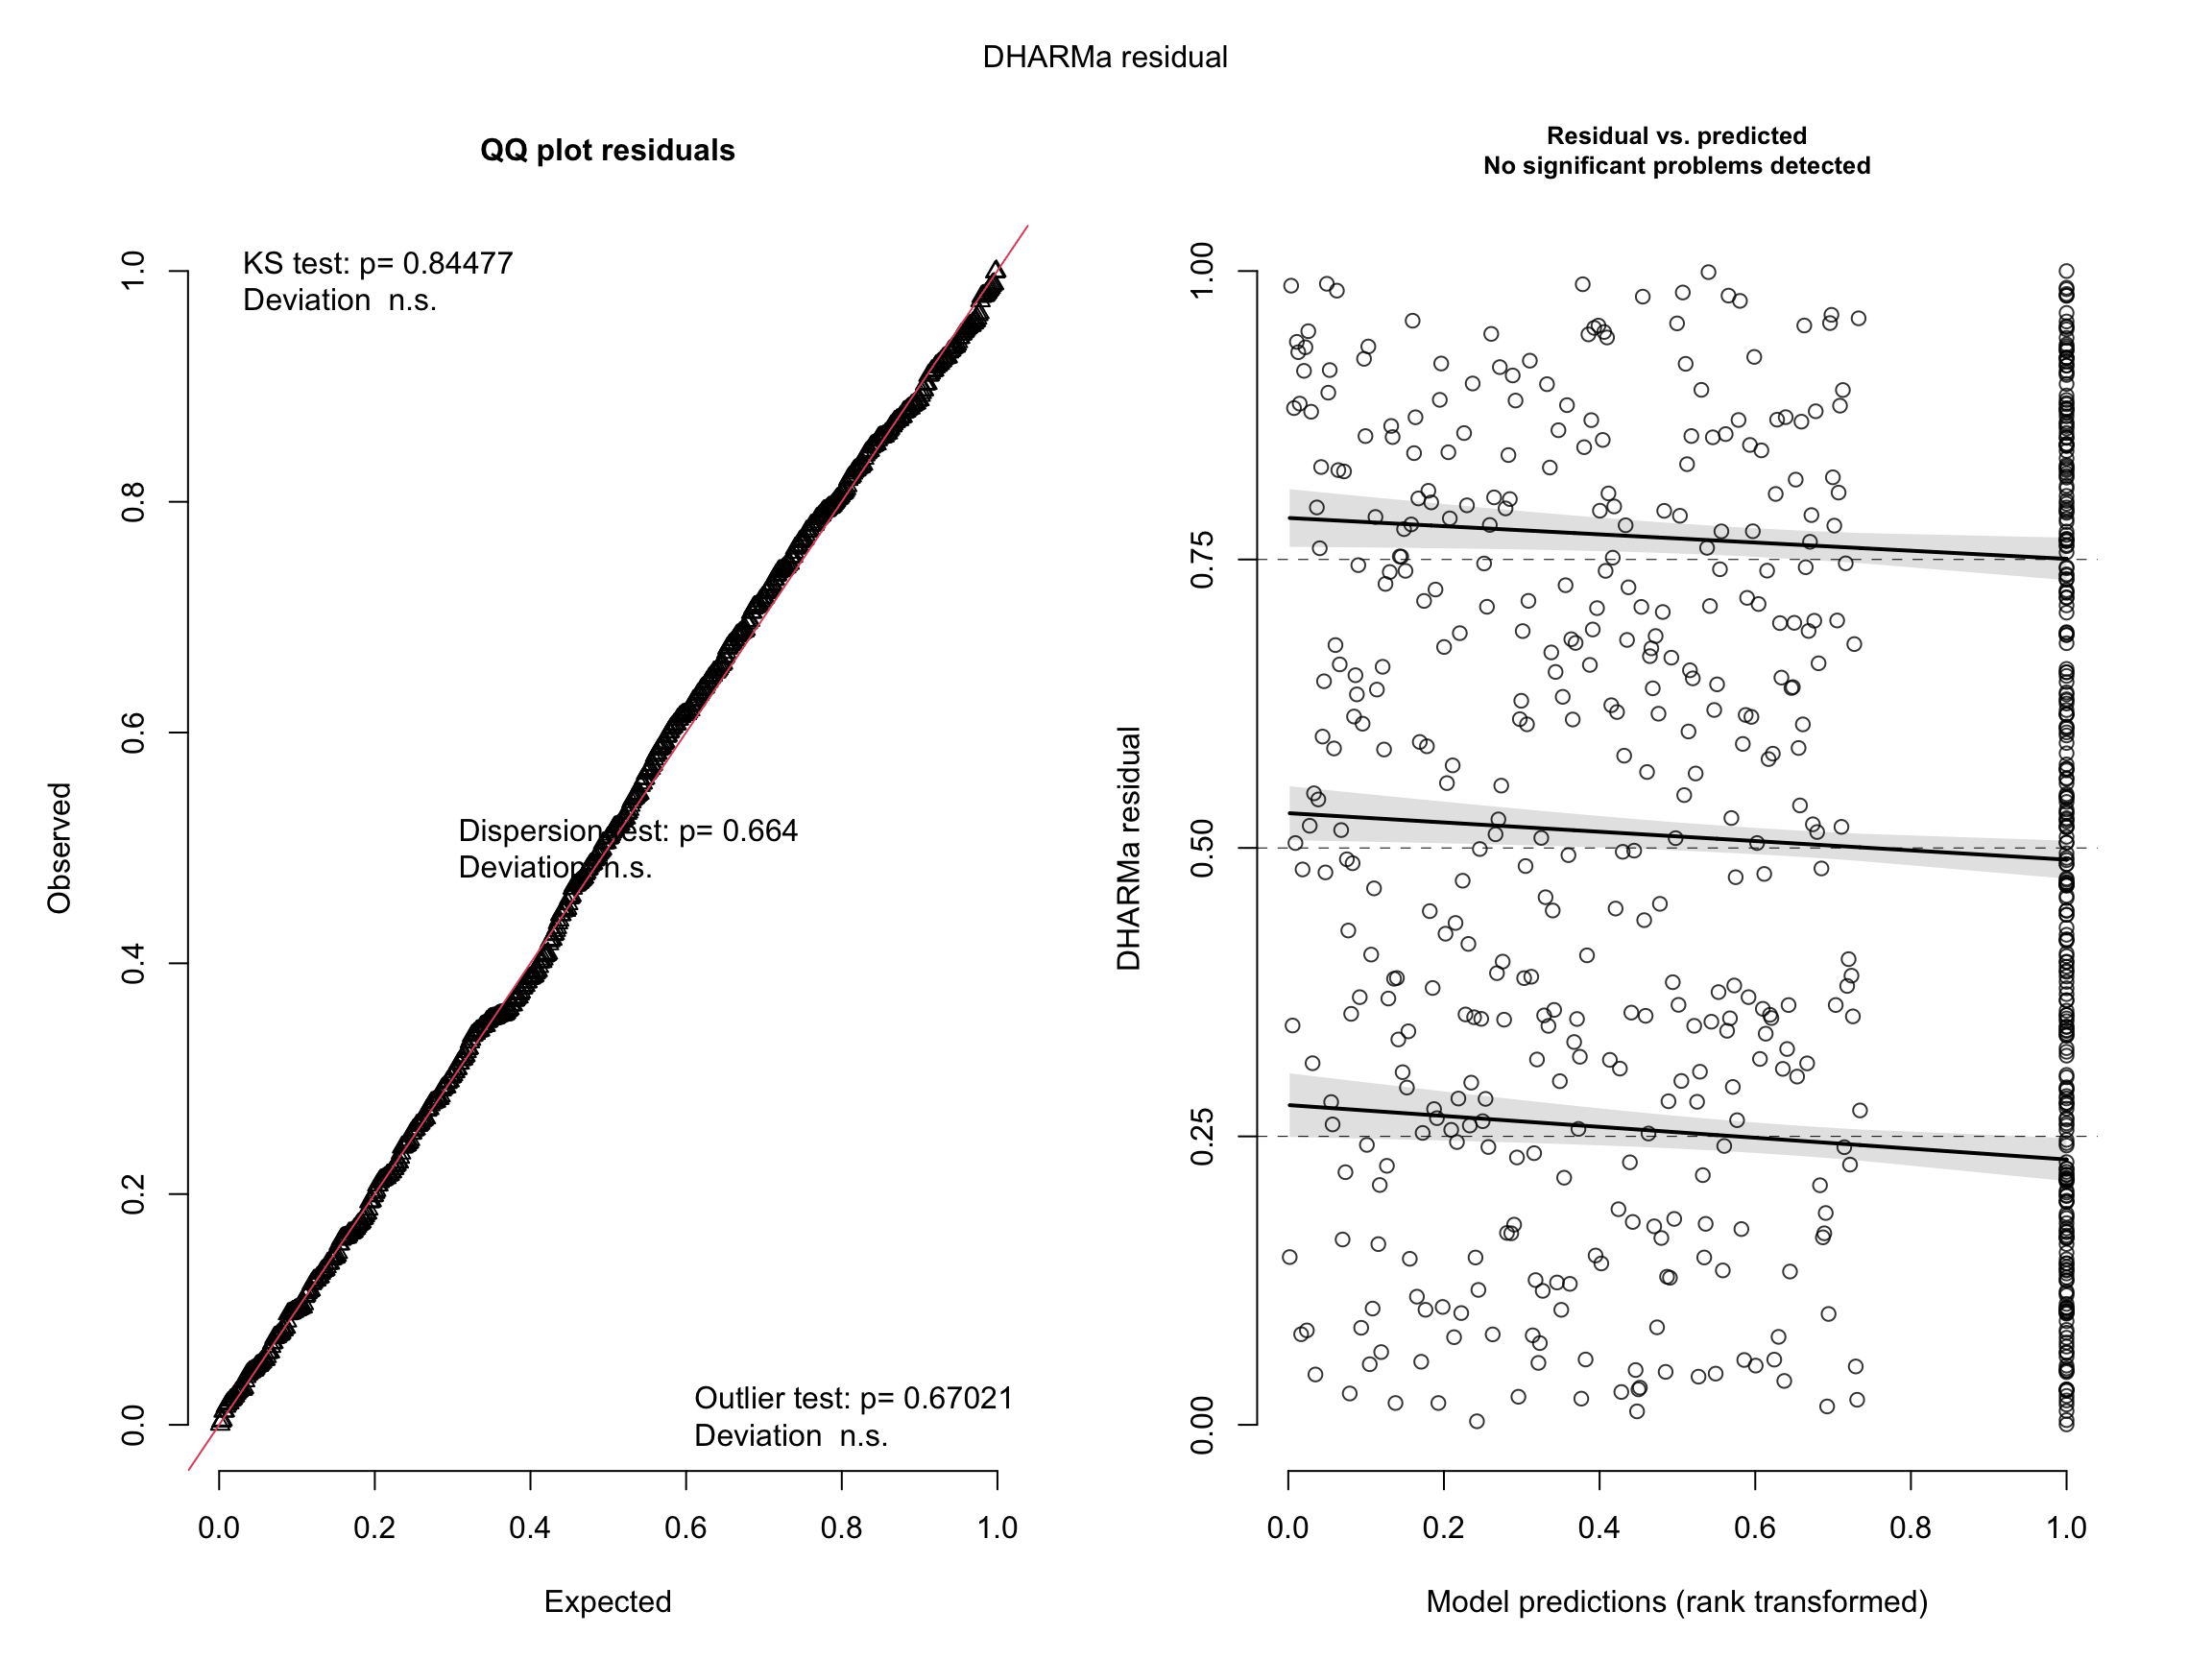 DHARMa residual
QQ plot residuals
KS test: p= 0.84477
Deviation  n.s.
Dispersion test: p= 0.664
Deviation n.s.
Outlier test: p= 0.67021
Deviation  n.s.
Observed
0.0
0.2
0.4
0.6
0.8
1.0
0.0 0.2 0.4 0.6 0.8 1.0
Expected
Residual vs. predicted
No significant problems detected
DHARMa residual
0.00
0.25
0.50
0.75
1.00
0.0 0.2 0.4 0.6 0.8 1.0
Model predictions (rank transformed)